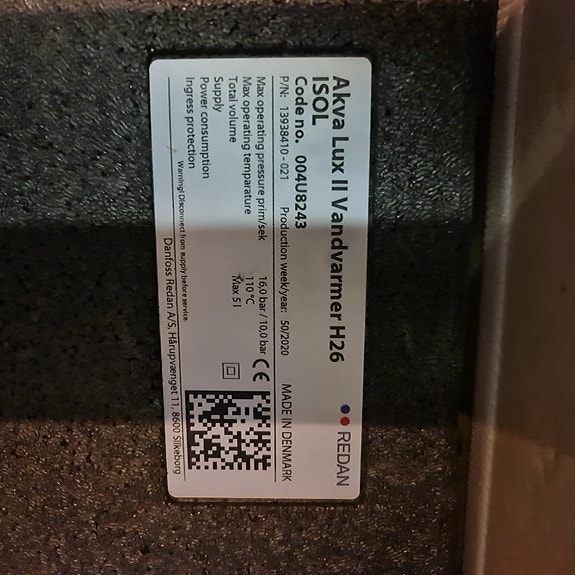 Akva Lux II Vandvarmer H26
ISOL
REDAN
Code no. 004U8243
P/N: 13938410 - 021 Production week/year: 50/2020 MADE IN DENMARK
Max operating pressure prim/sek 16,0 bar / 10,0 bar CE
Max operating temparature 110 °C
Total volume Max 5 l
Supply
Power consumption
Ingress protection
Warning! Disconnect from supply before service.
Danfoss Redan A/S, Hårupvænget 11, 8600 Silkeborg